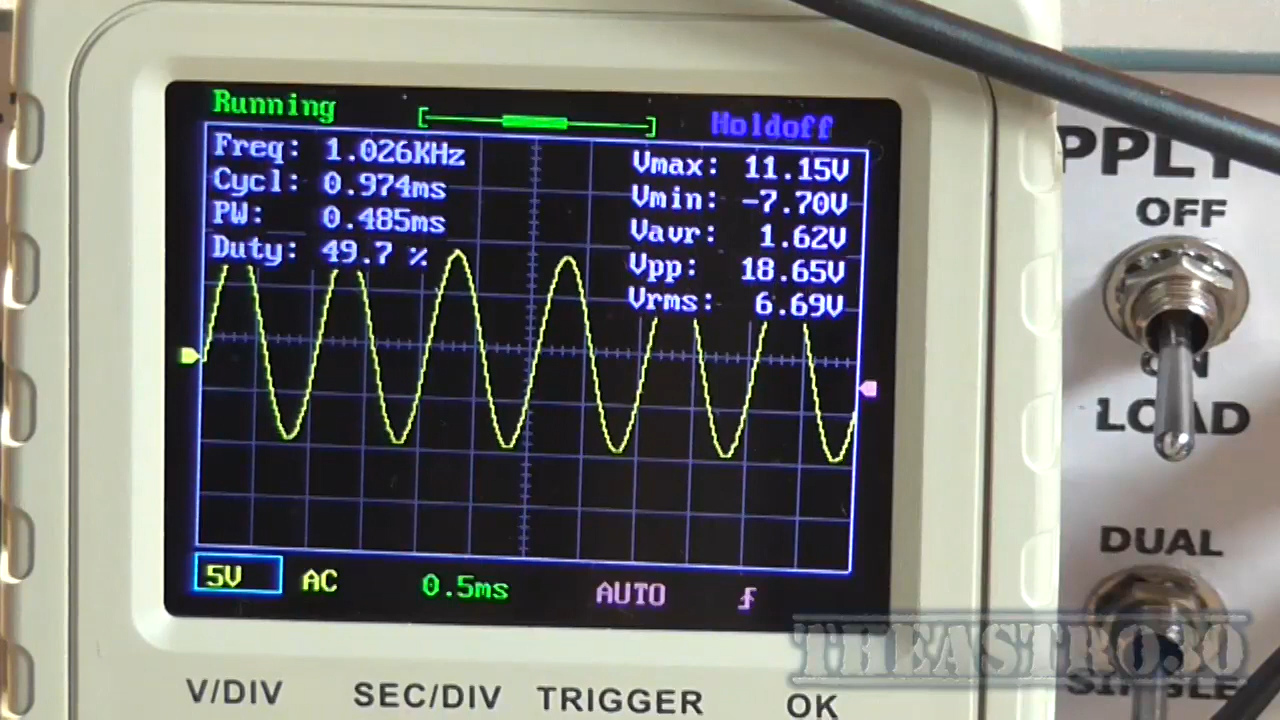 Running
Holdoff
Freq: 1.026KHz
Cycl: 0.974ms
PW: 0.485ms
Duty: 49.7 %
Vmax: 11.15V
Vmin: -7.70V
Vavr: 1.62V
Vpp: 18.65V
Vrms: 6.69V
5V AC 0.5ms AUTO
V/DIV SEC/DIV TRIGGER OK
OFF
LOAD
DUAL
SINGLE
THEASTRO30